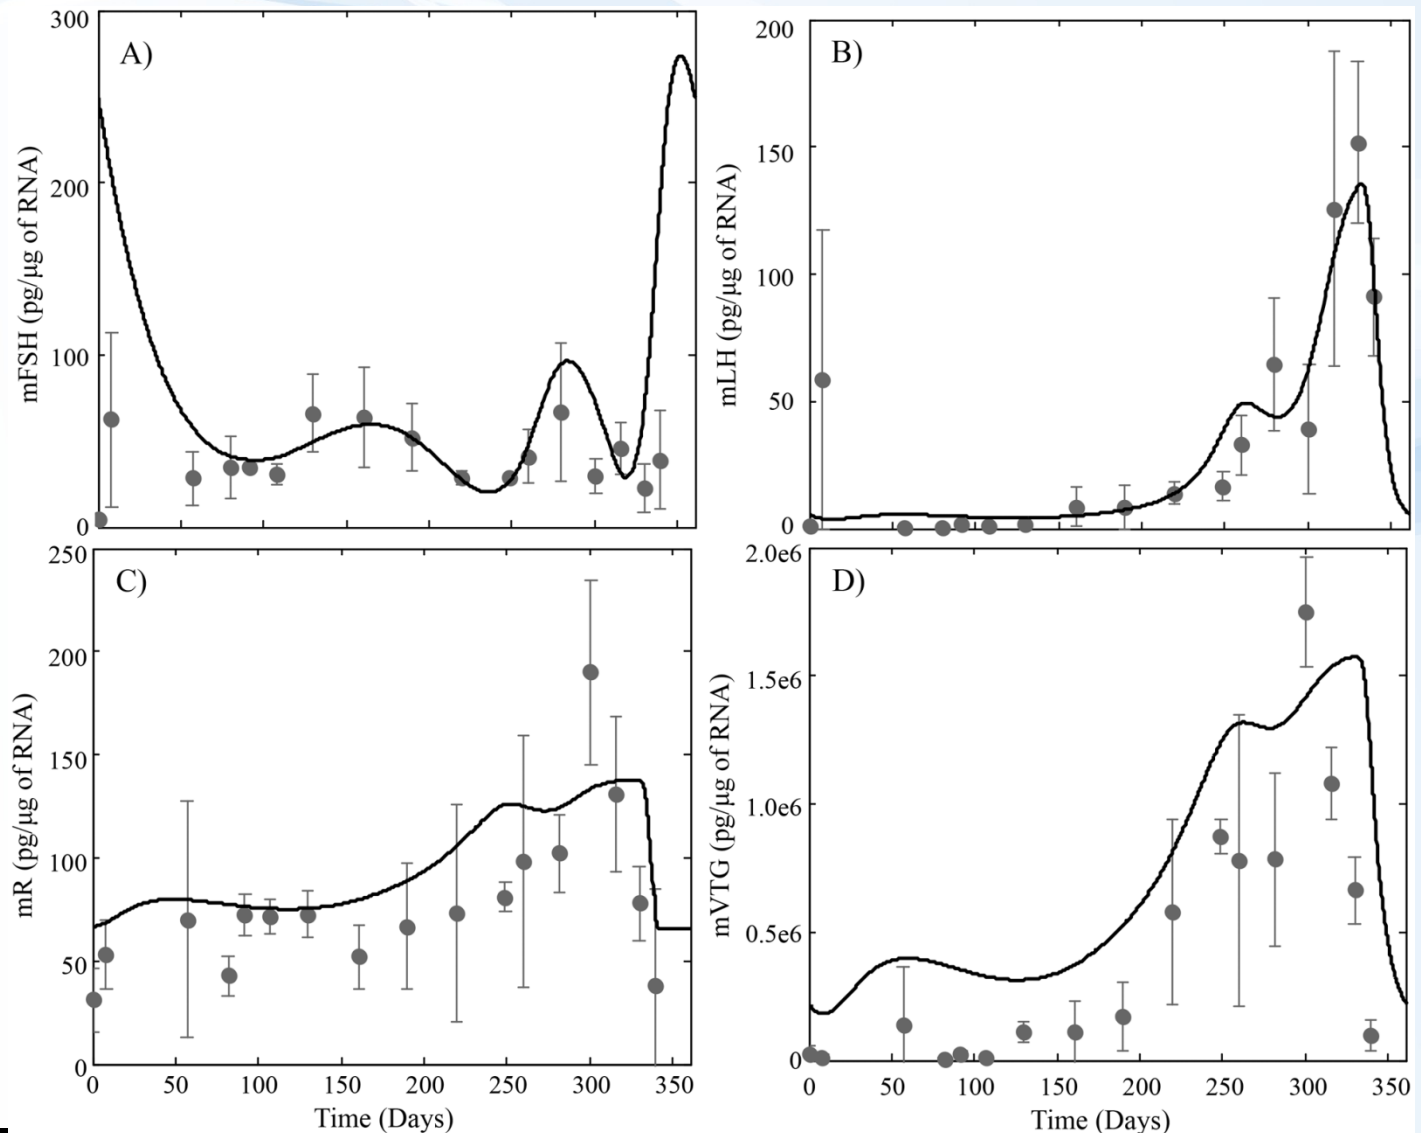 A)
300
200
100
0
mFSH (pg/μg of RNA)
B)
200
150
100
50
0
mLH (pg/μg of RNA)
C)
250
200
150
100
50
0
mR (pg/μg of RNA)
0 50 100 150 200 250 300 350
Time (Days)
D)
2.0e6
1.5e6
1.0e6
0.5e6
0
mVTG (pg/μg of RNA)
0 50 100 150 200 250 300 350
Time (Days)